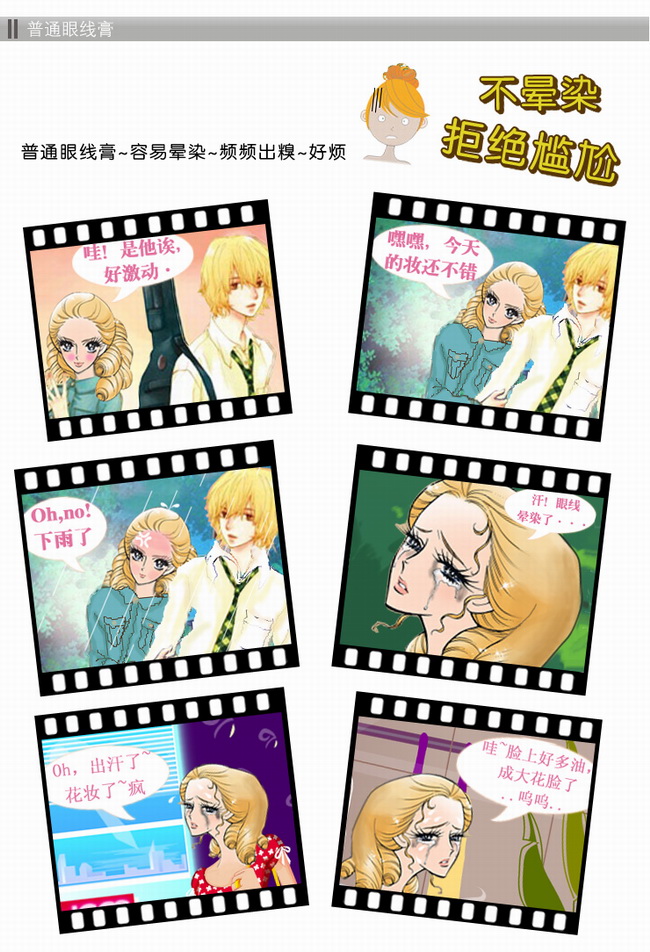 普通眼线膏
不晕染
拒绝尴尬
普通眼线膏~容易晕染~频频出糗~好烦
哇！是他诶,
好激动·
嘿嘿，今天
的妆还不错
Oh,no!
下雨了
汗！眼线
晕染了···
Oh，出汗了~
花妆了~疯
哇~脸上好多油,
成大花脸了
..呜呜..